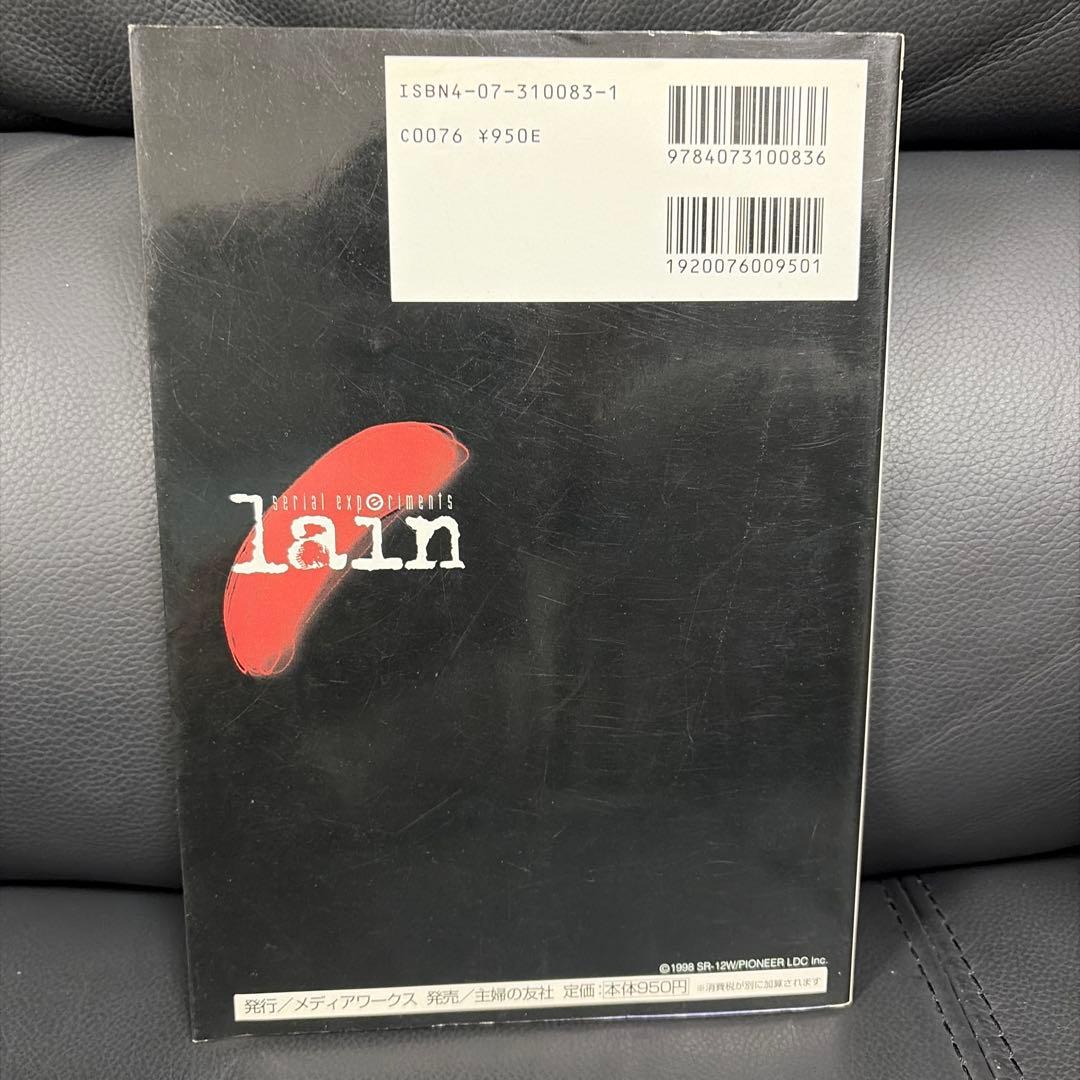 ISBN4-07-310083-1
C0076 ¥950E
9784073100836
1920076009501
serial experiments
lain
©1998 SR-12W/PIONEER LDC Inc.
発行／メディアワークス 発売／主婦の友社 定価：本体950円 ※消費税が別に加算されます